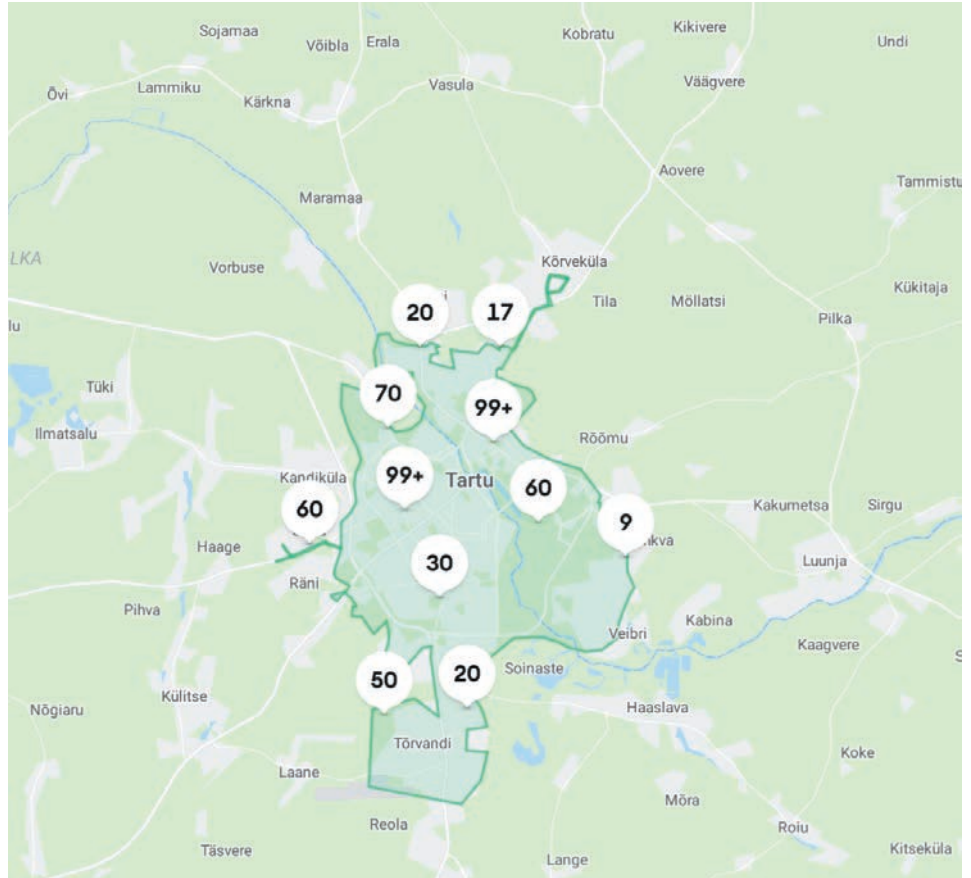 Sojamaa
Võibla
Erala
Kobratu
Kikivere
Undi
Õvi
Lammiku
Kärkna
Vasula
Väägvere
Maramaa
Aovere
Tammistu
LKA
Vorbuse
Kõrveküla
Tila
Möllatsi
Kükitaja
20
17
Pilka
lu
Tüki
70
99+
Ilmatsalu
Rõõmu
Kandiküla
99+
Tartu
60
60
9
Kakumetsa
Sirgu
Haage
Luunja
30
Räni
Pihva
Kabina
Veibri
Kaagvere
50
20
Soinaste
Külitse
Haaslava
Nõgiaru
Tõrvandi
Koke
Laane
Mõra
Reola
Roiu
Täsvere
Lange
Kitseküla